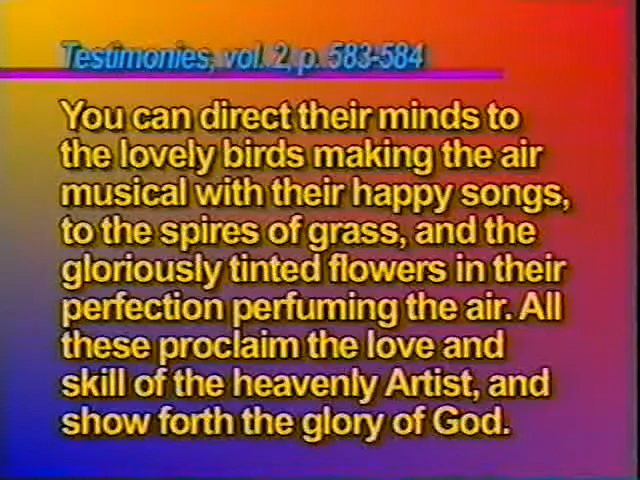 Testimonies, vol. 2, p. 583-584
You can direct their minds to
the lovely birds making the air
musical with their happy songs,
to the spires of grass, and the
gloriously tinted flowers in their
perfection perfuming the air. All
these proclaim the love and
skill of the heavenly Artist, and
show forth the glory of God.